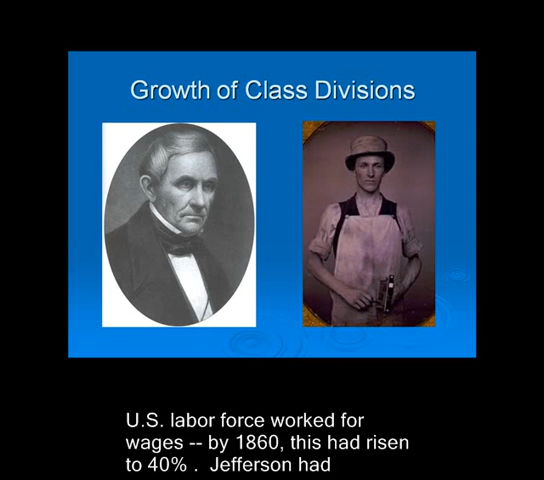 Growth of Class Divisions
U.S. labor force worked for
wages -- by 1860, this had risen
to 40% .  Jefferson had